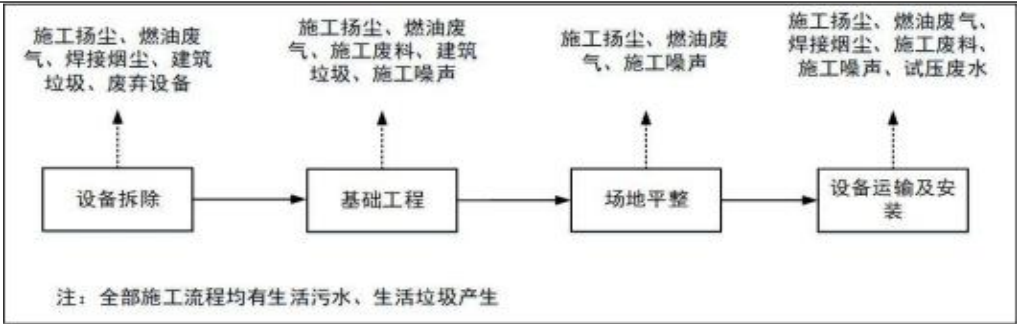 施工扬尘、燃油废
气、焊接烟尘、建筑
垃圾、废弃设备
施工扬尘、燃油废
气、施工废料、建筑
垃圾、施工噪声
施工扬尘、燃油废
气、施工噪声
施工扬尘、燃油废气、
焊接烟尘、施工废料、
施工噪声、试压废水
设备拆除
基础工程
场地平整
设备运输及安
装
注：全部施工流程均有生活污水、生活垃圾产生